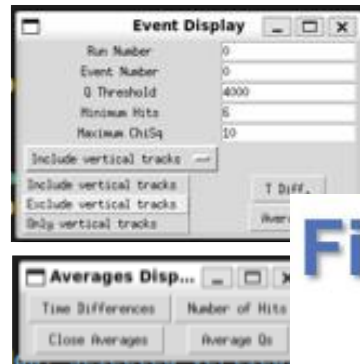 Event Display
Run Number 0
Event Number 0
Q Threshold 4000
Minimum Hits 6
Maximum ChiSq 10
Include vertical tracks
Include vertical tracks
Exclude vertical tracks
Only vertical tracks
T Diff.
Aver
Fi
Averages Disp...
Time Differences Number of Hits
Close Averages Average Qs